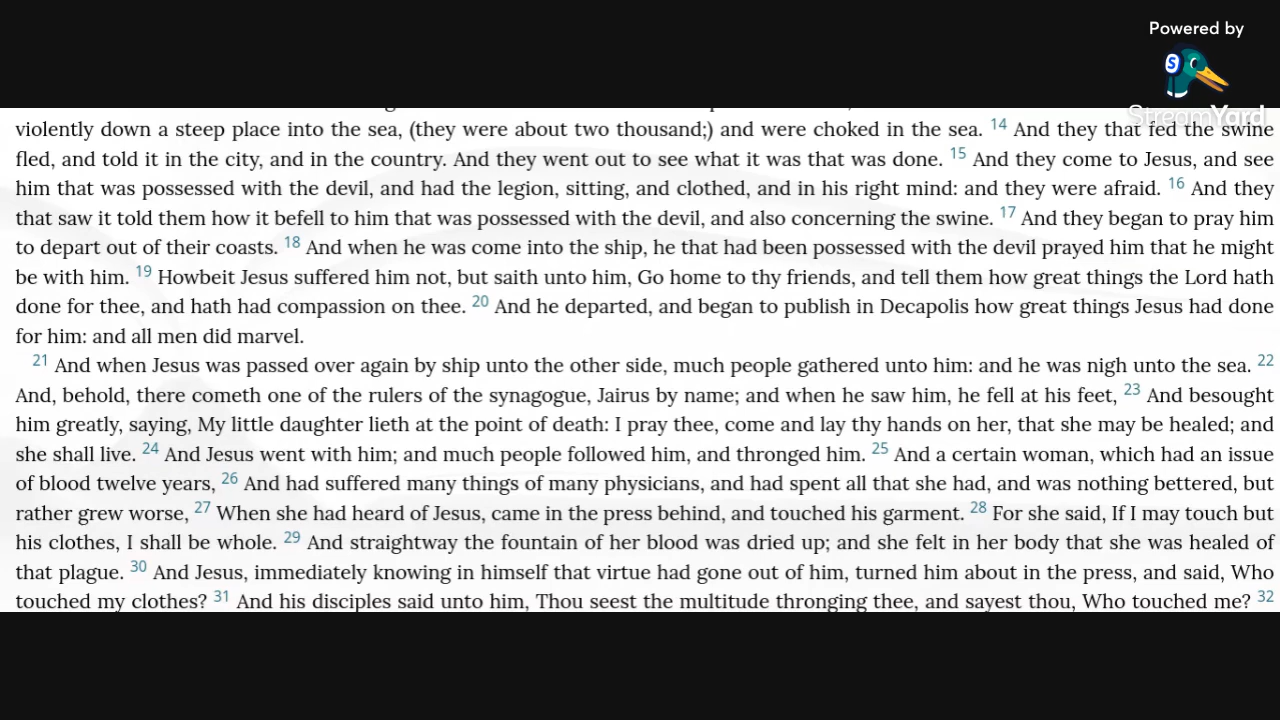 Powered by
S
StreamYard
violently down a steep place into the sea, (they were about two thousand;) and were choked in the sea. 14 And they that fed the swine
fled, and told it in the city, and in the country. And they went out to see what it was that was done. 15 And they come to Jesus, and see
him that was possessed with the devil, and had the legion, sitting, and clothed, and in his right mind: and they were afraid. 16 And they
that saw it told them how it befell to him that was possessed with the devil, and also concerning the swine. 17 And they began to pray him
to depart out of their coasts. 18 And when he was come into the ship, he that had been possessed with the devil prayed him that he might
be with him. 19 Howbeit Jesus suffered him not, but saith unto him, Go home to thy friends, and tell them how great things the Lord hath
done for thee, and hath had compassion on thee. 20 And he departed, and began to publish in Decapolis how great things Jesus had done
for him: and all men did marvel.
21 And when Jesus was passed over again by ship unto the other side, much people gathered unto him: and he was nigh unto the sea. 22
And, behold, there cometh one of the rulers of the synagogue, Jairus by name; and when he saw him, he fell at his feet, 23 And besought
him greatly, saying, My little daughter lieth at the point of death: I pray thee, come and lay thy hands on her, that she may be healed; and
she shall live. 24 And Jesus went with him; and much people followed him, and thronged him. 25 And a certain woman, which had an issue
of blood twelve years, 26 And had suffered many things of many physicians, and had spent all that she had, and was nothing bettered, but
rather grew worse, 27 When she had heard of Jesus, came in the press behind, and touched his garment. 28 For she said, If I may touch but
his clothes, I shall be whole. 29 And straightway the fountain of her blood was dried up; and she felt in her body that she was healed of
that plague. 30 And Jesus, immediately knowing in himself that virtue had gone out of him, turned him about in the press, and said, Who
touched my clothes? 31 And his disciples said unto him, Thou seest the multitude thronging thee, and sayest thou, Who touched me? 32